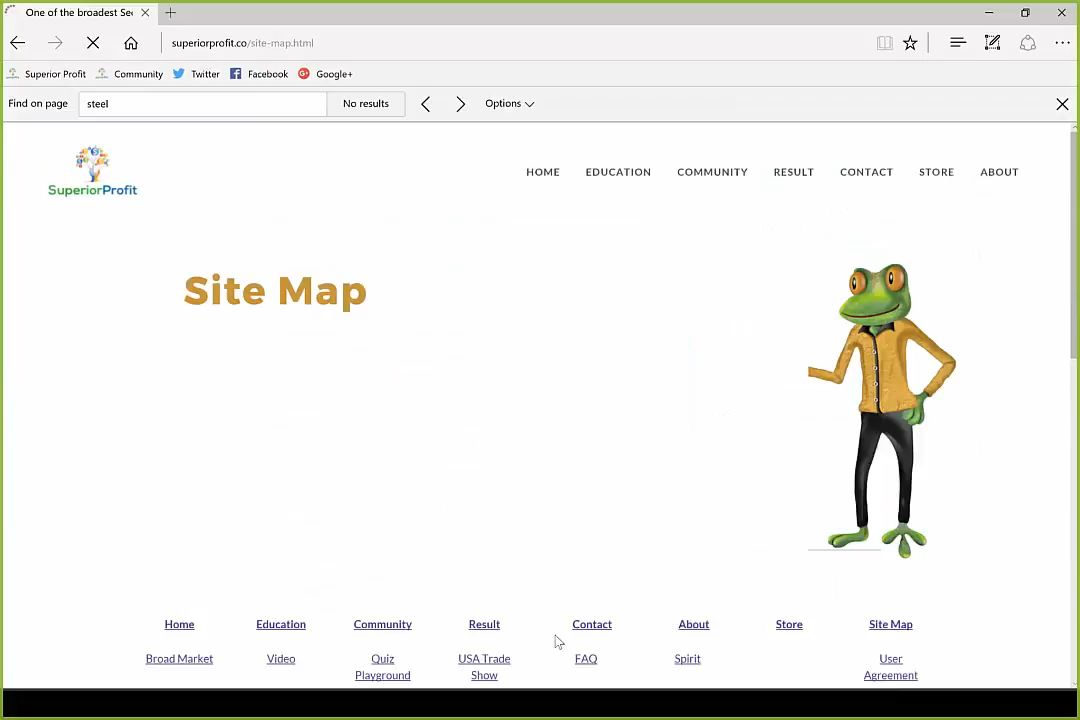 One of the broadest Sec
superiorprofit.co/site-map.html
Superior Profit Community Twitter Facebook Google+
Find on page steel No results Options
SuperiorProfit
HOME EDUCATION COMMUNITY RESULT CONTACT STORE ABOUT
Site Map
Home Education Community Result Contact About Store Site Map
Broad Market Video Quiz Playground USA Trade Show FAQ Spirit User Agreement